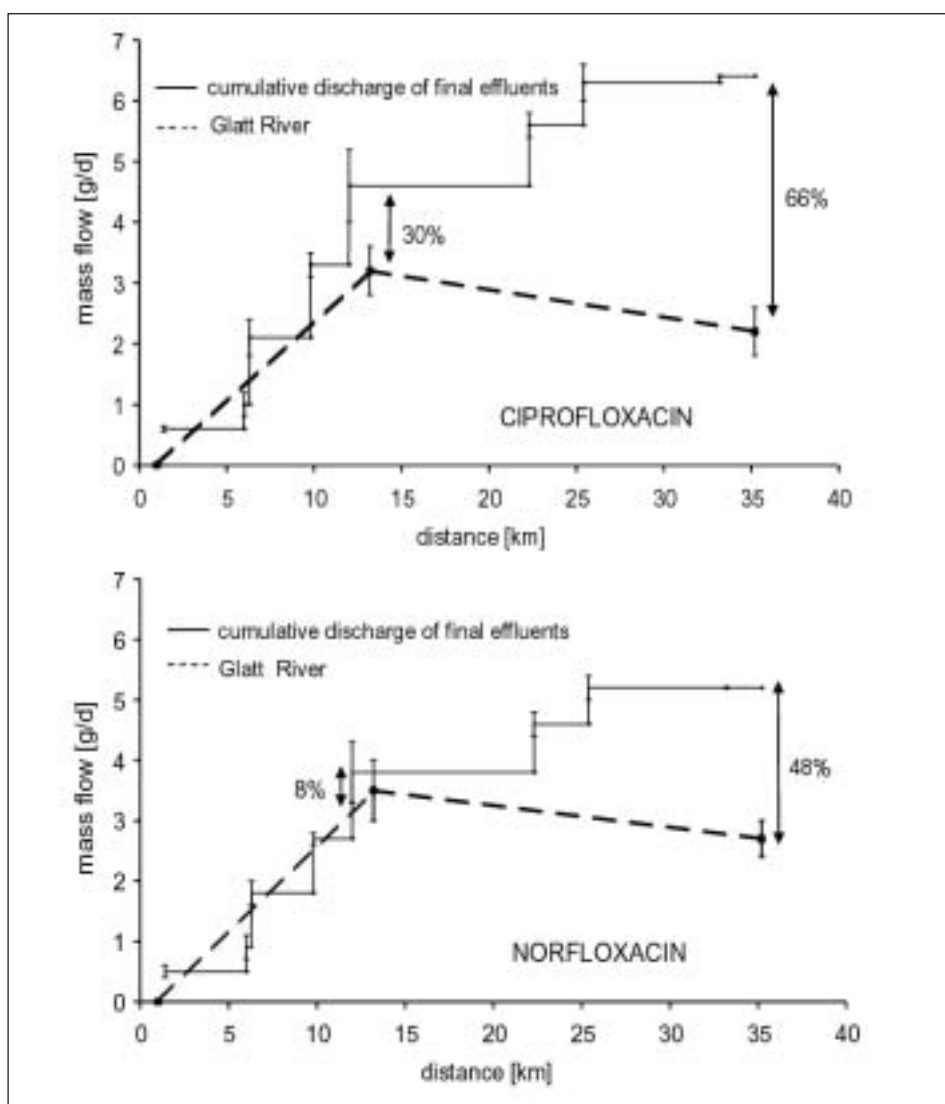 7
6
5
4
3
2
1
0
mass flow [g/d]
cumulative discharge of final effluents
Glatt River
30%
66%
CIPROFLOXACIN
0 5 10 15 20 25 30 35 40
distance [km]
7
6
5
4
3
2
1
0
mass flow [g/d]
cumulative discharge of final effluents
Glatt River
8%
48%
NORFLOXACIN
0 5 10 15 20 25 30 35 40
distance [km]